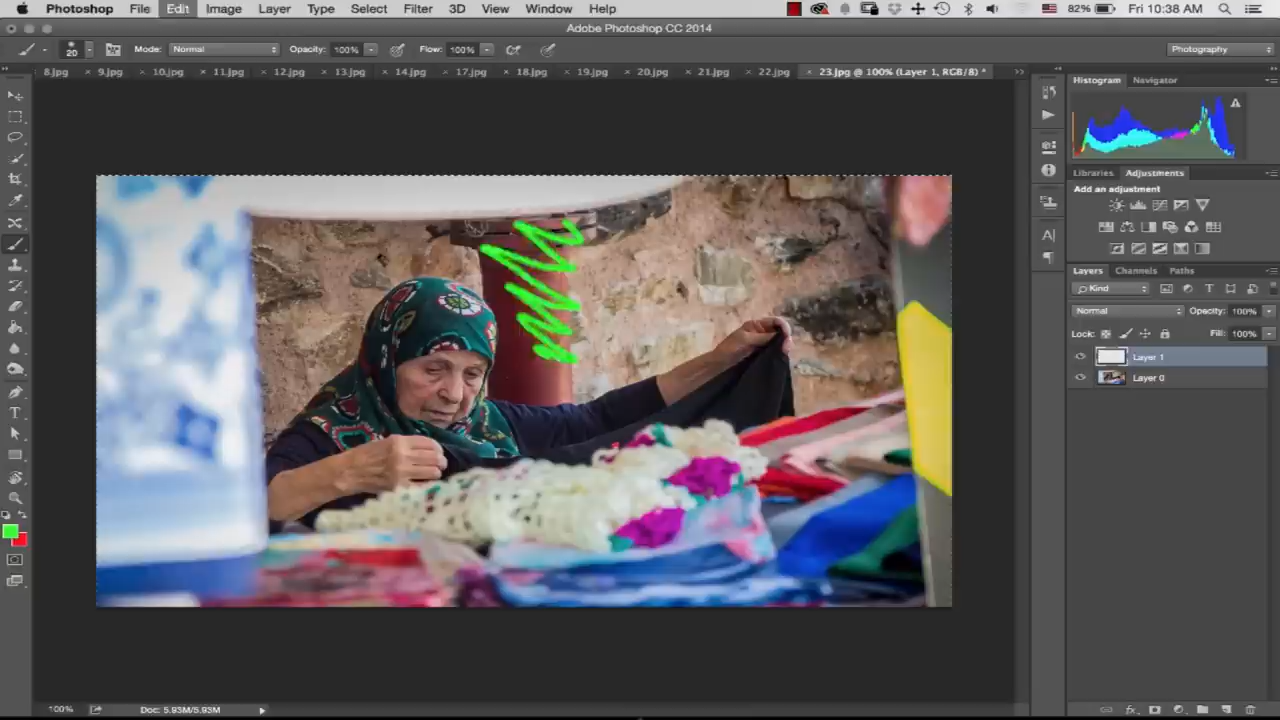 Photoshop File Edit Image Layer Type Select Filter 3D View Window Help 82% Fri 10:38 AM
Adobe Photoshop CC 2014
20 Mode: Normal Opacity: 100% Flow: 100% Photography
8.jpg × 9.jpg × 10.jpg × 11.jpg × 12.jpg × 13.jpg × 14.jpg × 17.jpg × 18.jpg × 19.jpg × 20.jpg × 21.jpg × 22.jpg × 23.jpg @ 100% (Layer 1, RGB/8) * »
Histogram Navigator
Libraries Adjustments
Add an adjustment
Layers Channels Paths
Kind
Normal Opacity: 100%
Lock: Fill: 100%
Layer 1
Layer 0
100% Doc: 5.93M/5.93M